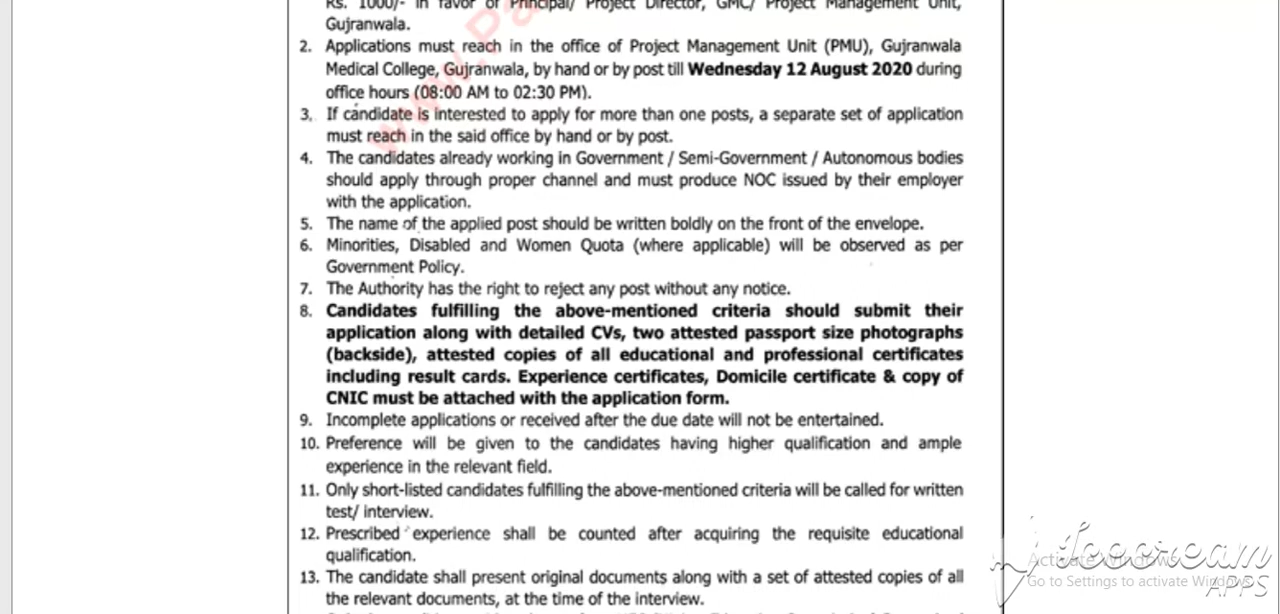 Rs. 1000/- in favor of Principal/ Project Director, GMC/ Project Management Unit,
Gujranwala.
2. Applications must reach in the office of Project Management Unit (PMU), Gujranwala
Medical College, Gujranwala, by hand or by post till Wednesday 12 August 2020 during
office hours (08:00 AM to 02:30 PM).
3. If candidate is interested to apply for more than one posts, a separate set of application
must reach in the said office by hand or by post.
4. The candidates already working in Government / Semi-Government / Autonomous bodies
should apply through proper channel and must produce NOC issued by their employer
with the application.
5. The name of the applied post should be written boldly on the front of the envelope.
6. Minorities, Disabled and Women Quota (where applicable) will be observed as per
Government Policy.
7. The Authority has the right to reject any post without any notice.
8. Candidates fulfilling the above-mentioned criteria should submit their
application along with detailed CVs, two attested passport size photographs
(backside), attested copies of all educational and professional certificates
including result cards. Experience certificates, Domicile certificate & copy of
CNIC must be attached with the application form.
9. Incomplete applications or received after the due date will not be entertained.
10. Preference will be given to the candidates having higher qualification and ample
experience in the relevant field.
11. Only short-listed candidates fulfilling the above-mentioned criteria will be called for written
test/ interview.
12. Prescribed experience shall be counted after acquiring the requisite educational
qualification.
13. The candidate shall present original documents along with a set of attested copies of all
the relevant documents, at the time of the interview.
www.Pa
Activate Windows
Go to Settings to activate Windows.
Icecream
APPS